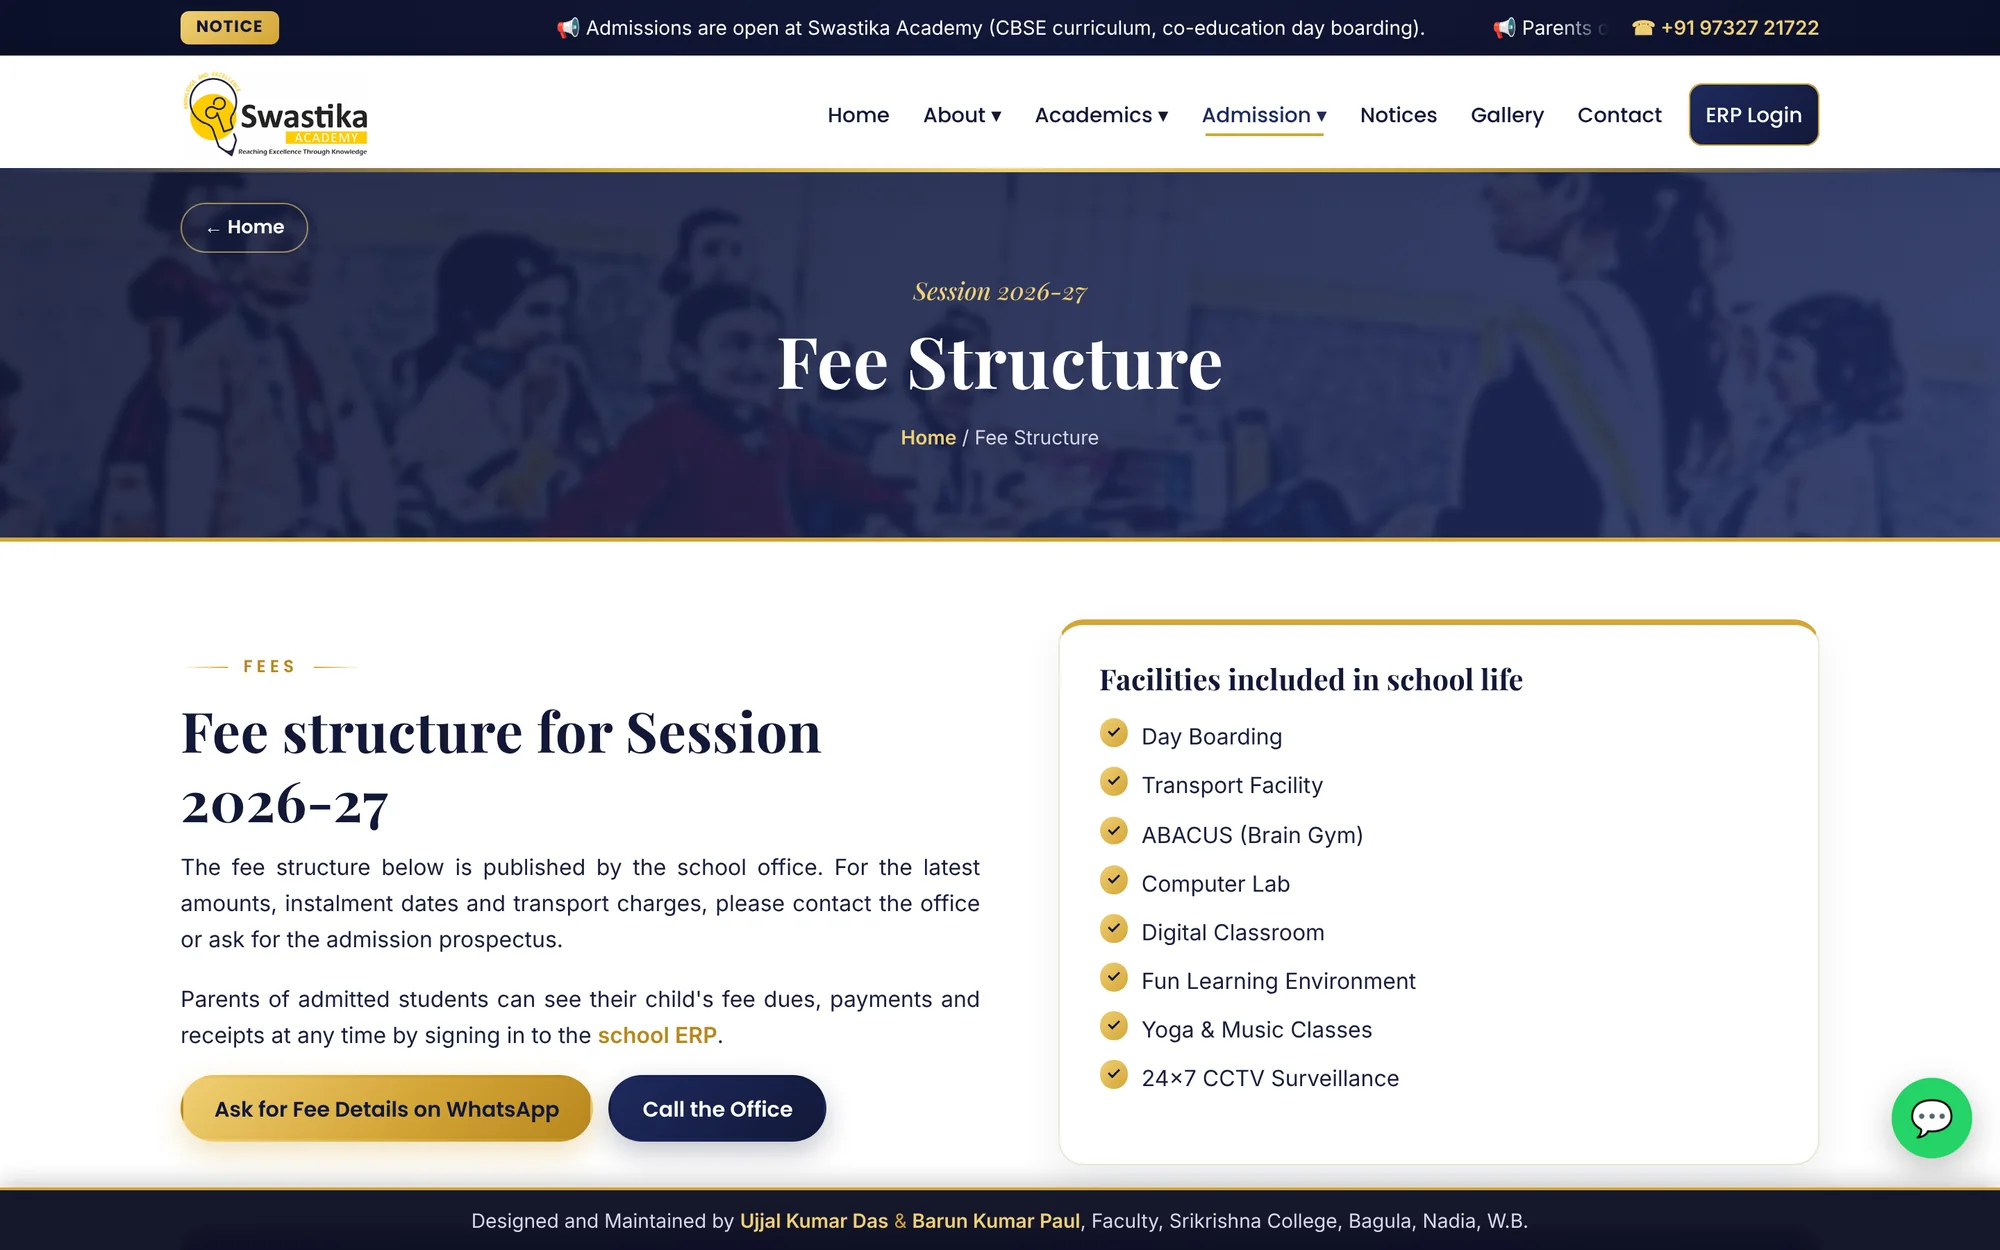 NOTICE
📢 Admissions are open at Swastika Academy (CBSE curriculum, co-education day boarding).
📢 Parents
☎ +91 97327 21722
Swastika
ACADEMY
Reaching Excellence Through Knowledge
Home
About ▾
Academics ▾
Admission ▾
Notices
Gallery
Contact
ERP Login
← Home
Session 2026-27
Fee Structure
Home / Fee Structure
FEES
Fee structure for Session
2026-27
The fee structure below is published by the school office. For the latest
amounts, instalment dates and transport charges, please contact the office
or ask for the admission prospectus.
Parents of admitted students can see their child's fee dues, payments and
receipts at any time by signing in to the school ERP.
Ask for Fee Details on WhatsApp
Call the Office
Facilities included in school life
Day Boarding
Transport Facility
ABACUS (Brain Gym)
Computer Lab
Digital Classroom
Fun Learning Environment
Yoga & Music Classes
24×7 CCTV Surveillance
Designed and Maintained by Ujjal Kumar Das & Barun Kumar Paul, Faculty, Srikrishna College, Bagula, Nadia, W.B.